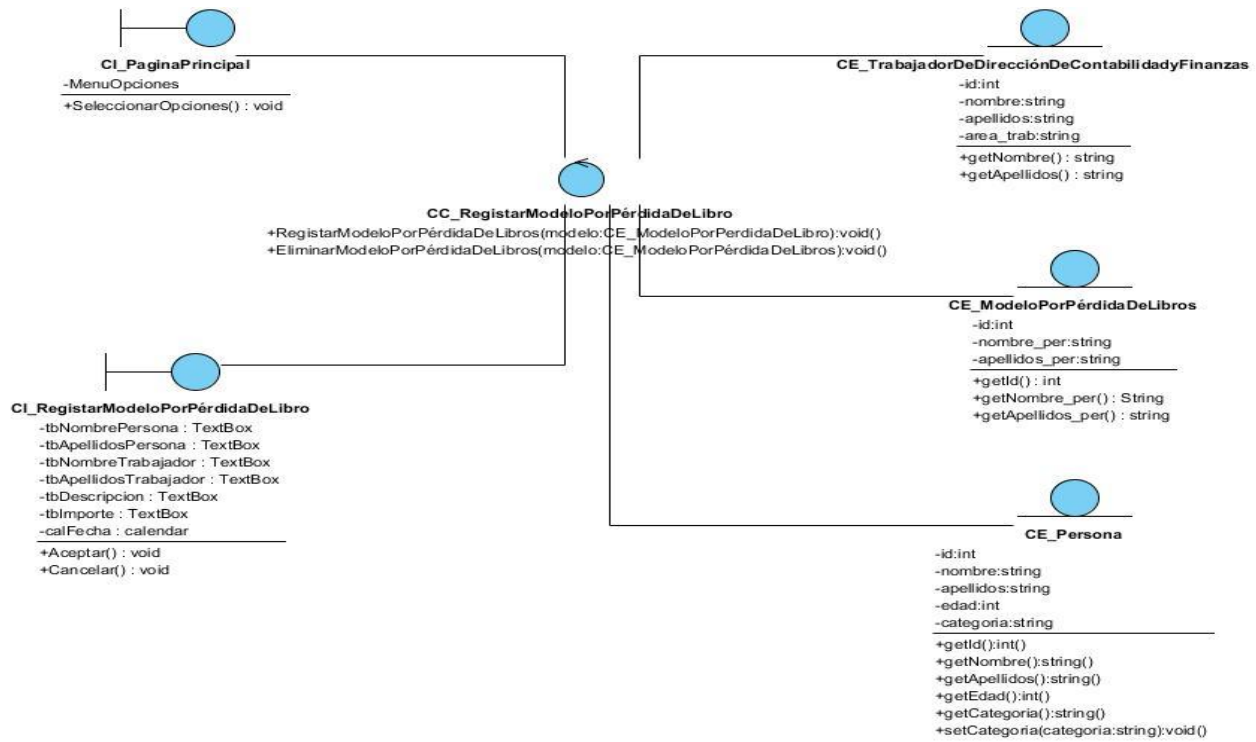 CI_PaginaPrincipal
-MenuOpciones
+SeleccionarOpciones() : void
CE_TrabajadorDeDirecciónDeContabilidadyFinanzas
-id:int
-nombre:string
-apellidos:string
-area_trab:string
+getNombre() : string
+getApellidos() : string
CC_RegistarModeloPorPérdidaDeLibro
+RegistarModeloPorPérdidaDeLibros(modelo:CE_ModeloPorPerdidaDeLibro):void()
+EliminarModeloPorPérdidaDeLibros(modelo:CE_ModeloPorPérdidaDeLibros):void()
CE_ModeloPorPérdidaDeLibros
-id:int
-nombre_per:string
-apellidos_per:string
+getId() : int
+getNombre_per() : String
+getApellidos_per() : string
CI_RegistarModeloPorPérdidaDeLibro
-tbNombrePersona : TextBox
-tbApellidosPersona : TextBox
-tbNombreTrabajador : TextBox
-tbApellidosTrabajador : TextBox
-tbDescripcion : TextBox
-tbImporte : TextBox
-calFecha : calendar
+Aceptar() : void
+Cancelar() : void
CE_Persona
-id:int
-nombre:string
-apellidos:string
-edad:int
-categoria:string
+getId():int()
+getNombre():string()
+getApellidos():string()
+getEdad():int()
+getCategoria():string()
+setCategoria(categoria:string):void()